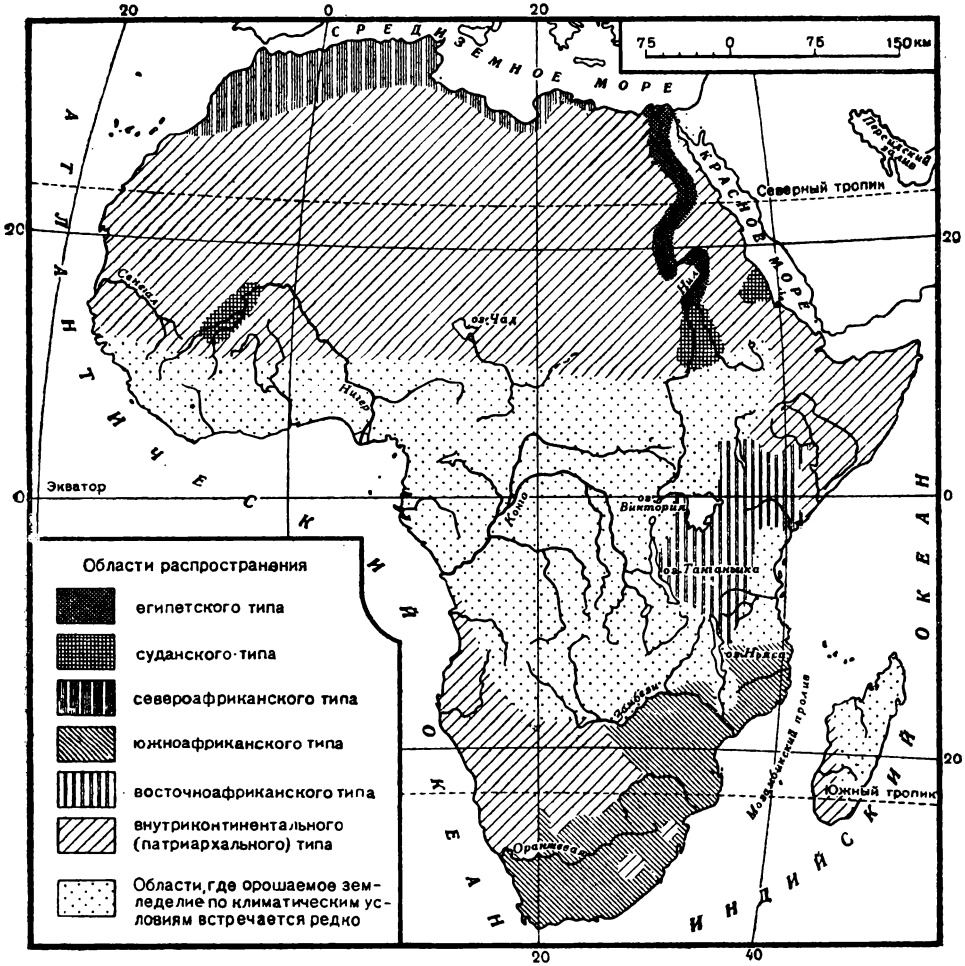 20
0
20
75
0
75
150 км
СРЕДИЗЕМНОЕ МОРЕ
Персидский
залив
КРАСНОЕ МОРЕ
Северный тропик
20
20
Сенегал
Нил
оз. Чад
Нигер
АТЛАНТИЧЕСКИЙ ОКЕАН
Экватор
0
0
Конго
оз.
Виктория
оз. Танганьика
оз. Ньяса
Замбези
Мозамбикский пролив
20
Южный тропик
Оранжевая
ИНДИЙСКИЙ ОКЕАН
20
40
Области распространения
египетского типа
суданского типа
североафриканского типа
южноафриканского типа
восточноафриканского типа
внутриконтинентального
(патриархального) типа
Области, где орошаемое зем-
леделие по климатическим ус-
ловиям встречается редко